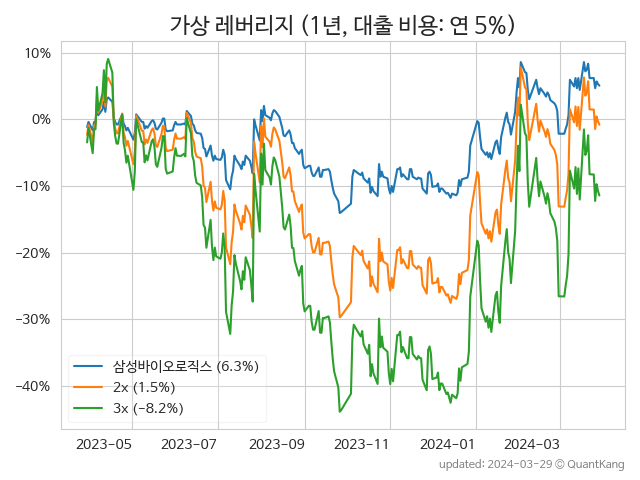 가상 레버리지 (1년, 대출 비용: 연 5%)
10%
0%
−10%
−20%
−30%
−40%
삼성바이오로직스 (6.3%)
2x (1.5%)
3x (−8.2%)
2023-05 2023-07 2023-09 2023-11 2024-01 2024-03
updated: 2024-03-29 © QuantKang